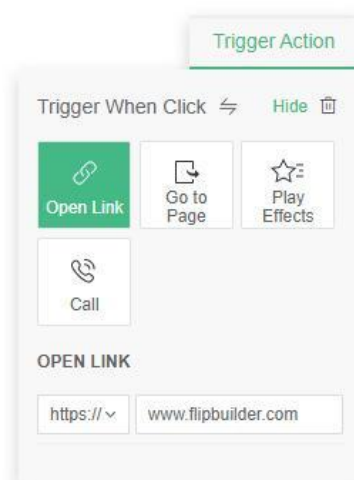 Trigger Action
Trigger When Click Hide
Open Link
Go to
Page
Play
Effects
Call
OPEN LINK
https:// www.flipbuilder.com